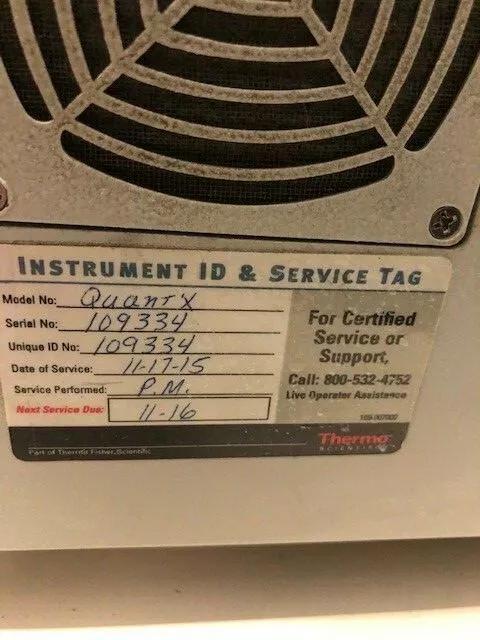 INSTRUMENT ID & SERVICE TAG
Model No: Quant X
Serial No: 109334
Unique ID No: 109334
Date of Service: 11-17-15
Service Performed: P.M.
Next Service Due: 11-16
For Certified
Service or
Support,
Call: 800-532-4752
Live Operator Assistance
Thermo
SCIENTIFIC
Part of Thermo Fisher Scientific